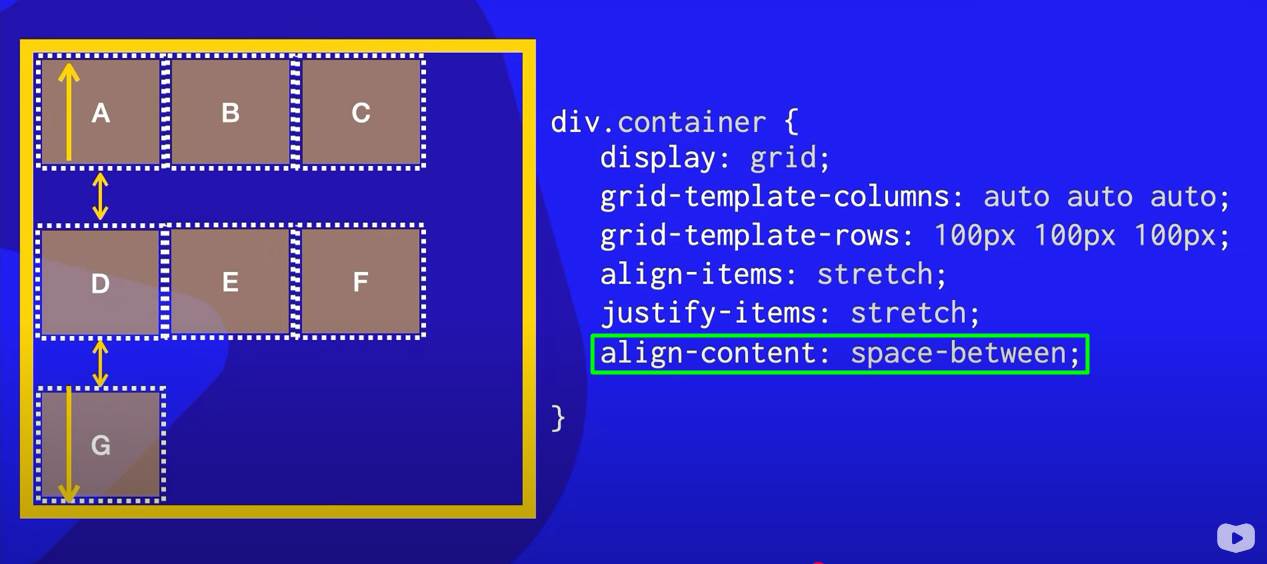 A B C
D E F
G
div.container {
display: grid;
grid-template-columns: auto auto auto;
grid-template-rows: 100px 100px 100px;
align-items: stretch;
justify-items: stretch;
align-content: space-between;
}